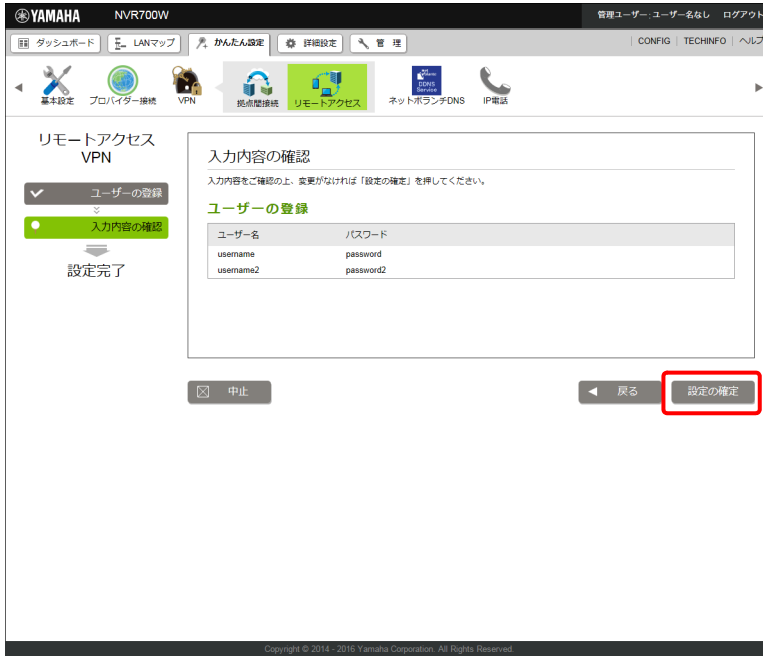 YAMAHA NVR700W 管理ユーザー:ユーザー名なし ログアウト
ダッシュボード LANマップ かんたん設定 詳細設定 管 理 CONFIG | TECHINFO | ヘルプ
基本設定 プロバイダー接続 VPN 拠点間接続 リモートアクセス ネットボランチDNS IP電話
Net Volante DDNS Service
リモートアクセス
VPN
ユーザーの登録
入力内容の確認
設定完了
入力内容の確認
入力内容をご確認の上、変更がなければ「設定の確定」を押してください。
ユーザーの登録
ユーザー名 パスワード
username password
username2 password2
中止 戻る 設定の確定
Copyright © 2014 - 2016 Yamaha Corporation. All Rights Reserved.